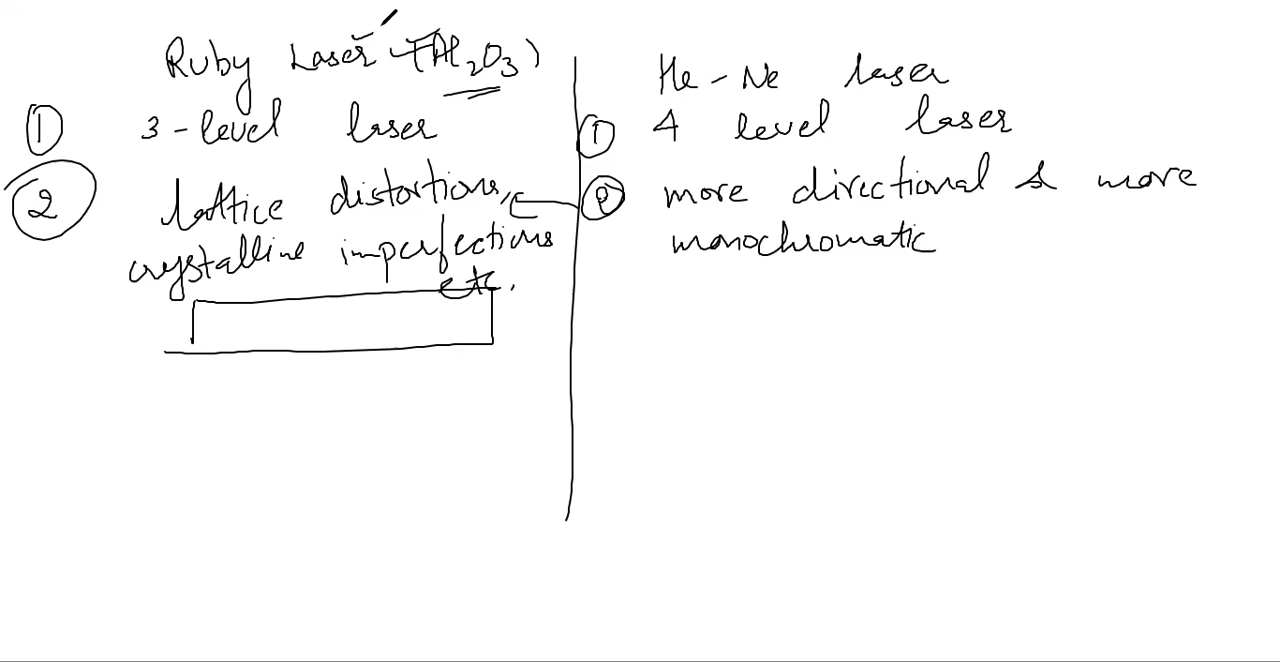 Ruby Laser (Al2O3)
① 3-level laser
② Lattice distortions,
crystalline imperfections
etc.
He-Ne laser
① 4 level laser
② more directional & more
monochromatic